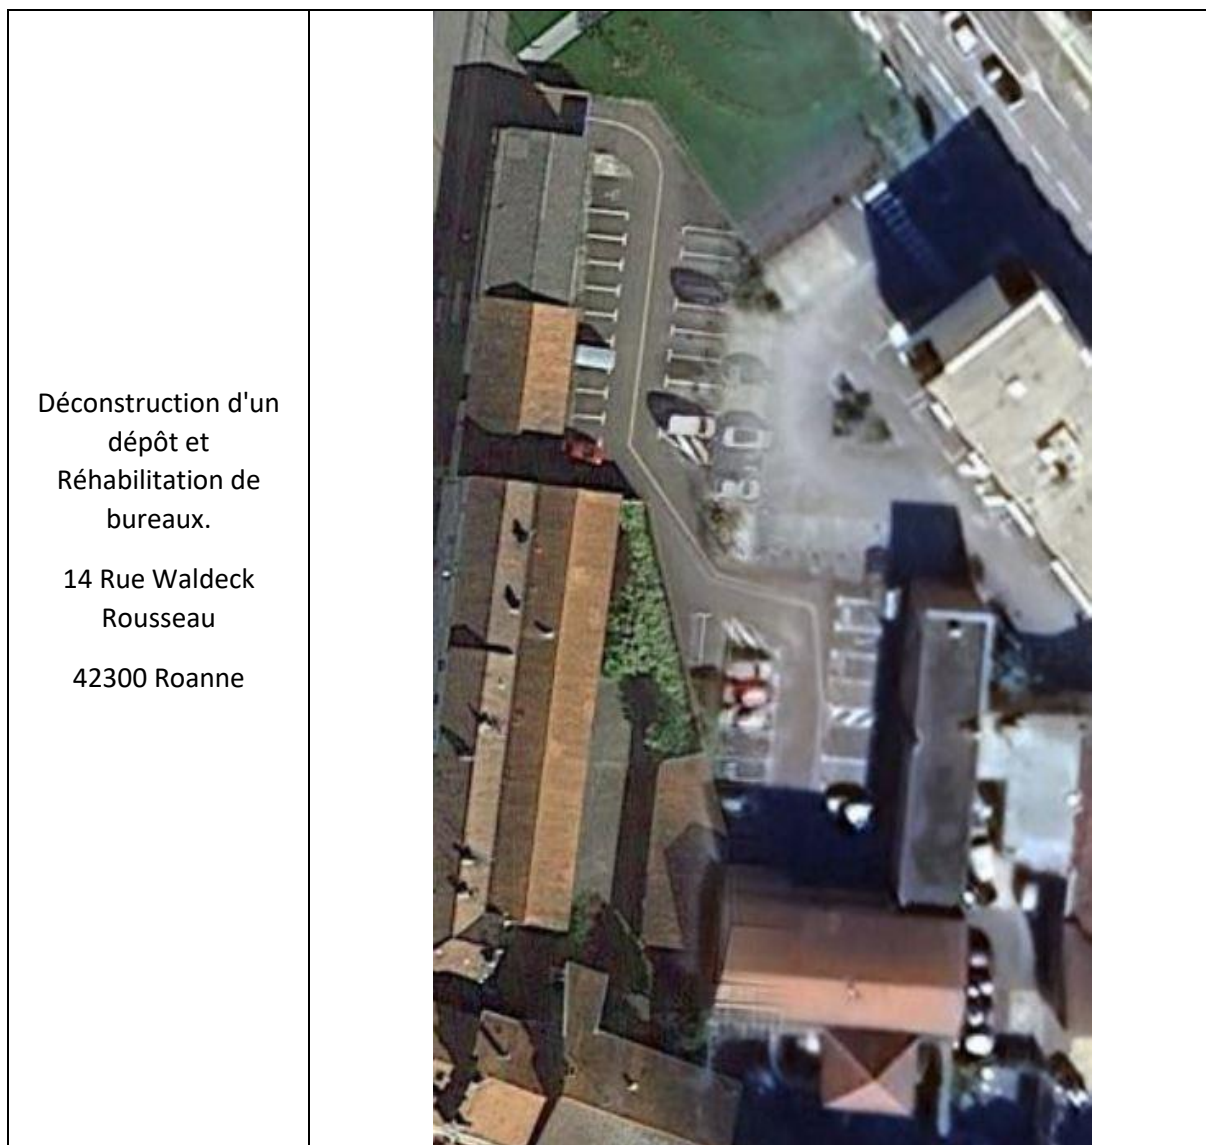 Déconstruction d'un
dépôt et
Réhabilitation de
bureaux.
14 Rue Waldeck
Rousseau
42300 Roanne